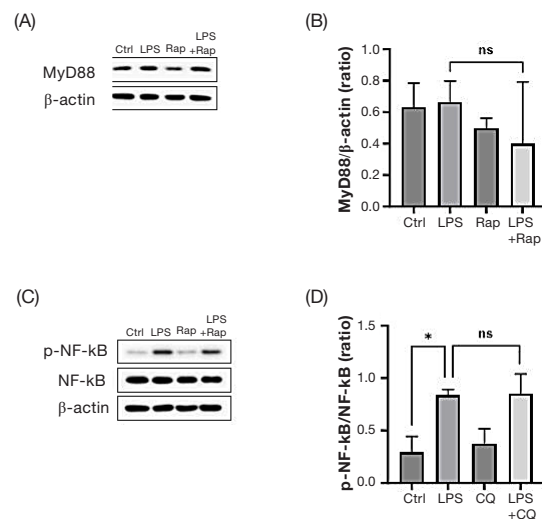 (A)
Ctrl LPS Rap LPS
+Rap
MyD88
β-actin
(B)
MyD88/β-actin (ratio)
1.0
0.8
0.6
0.4
0.2
0.0
ns
Ctrl LPS Rap LPS
+Rap
(C)
Ctrl LPS Rap LPS
+Rap
p-NF-kB
NF-kB
β-actin
(D)
p-NF-kB/NF-kB (ratio)
1.5
1.0
0.5
0.0
* ns
Ctrl LPS CQ LPS
+CQ